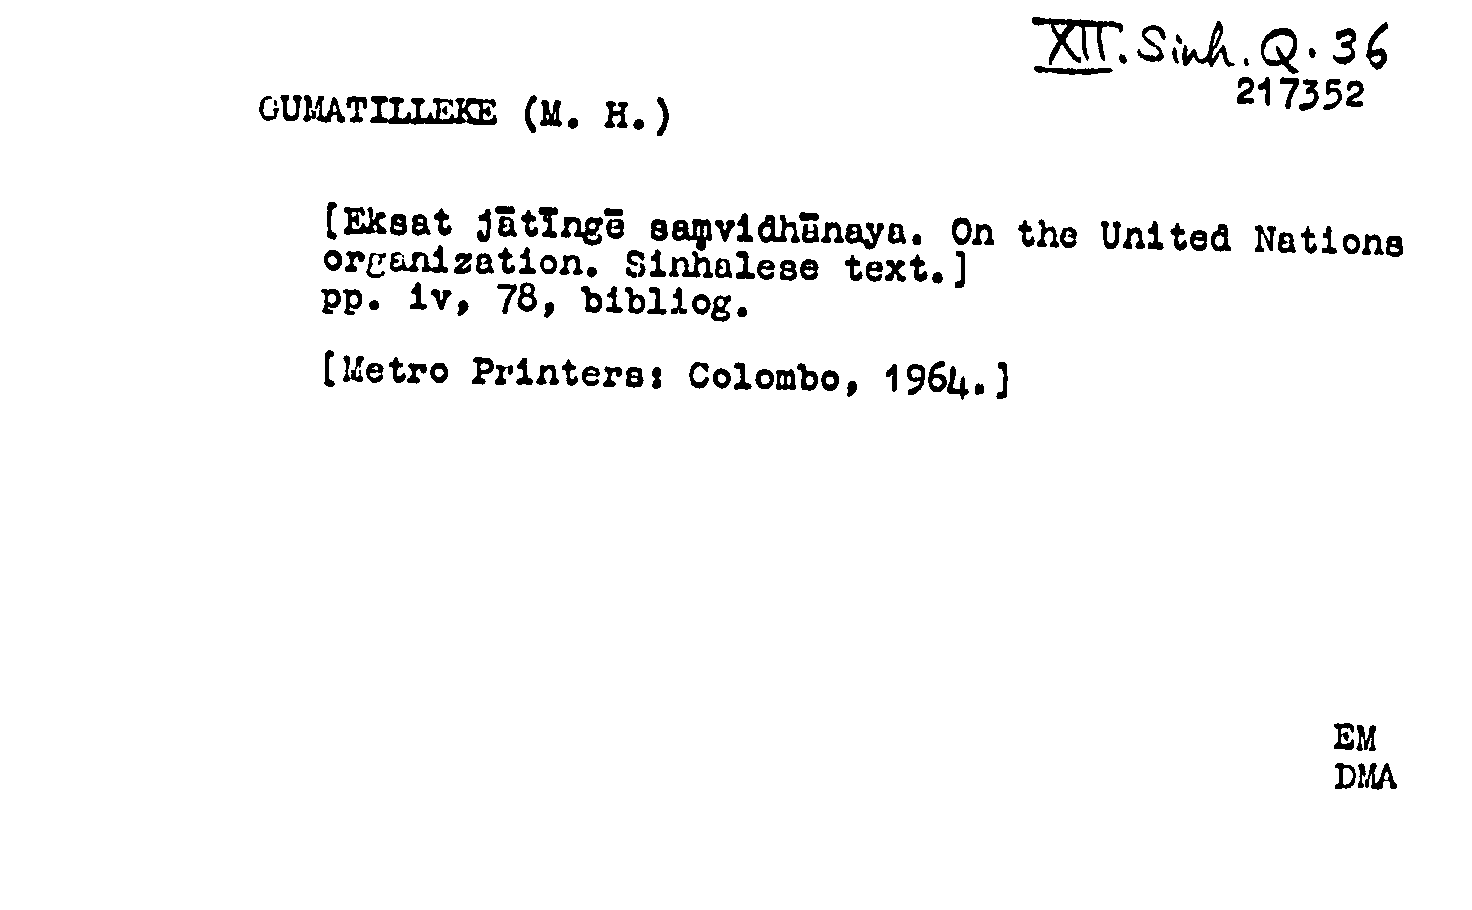 XII. Sinh. Q. 36
217352
GUMATILLEKE (M. H.)
[Eksat jātīngē saṃvidhānaya. On the United Nations
organization. Sinhalese text.]
pp. iv, 78, bibliog.
[Metro Printers: Colombo, 1964.]
EM
DMA